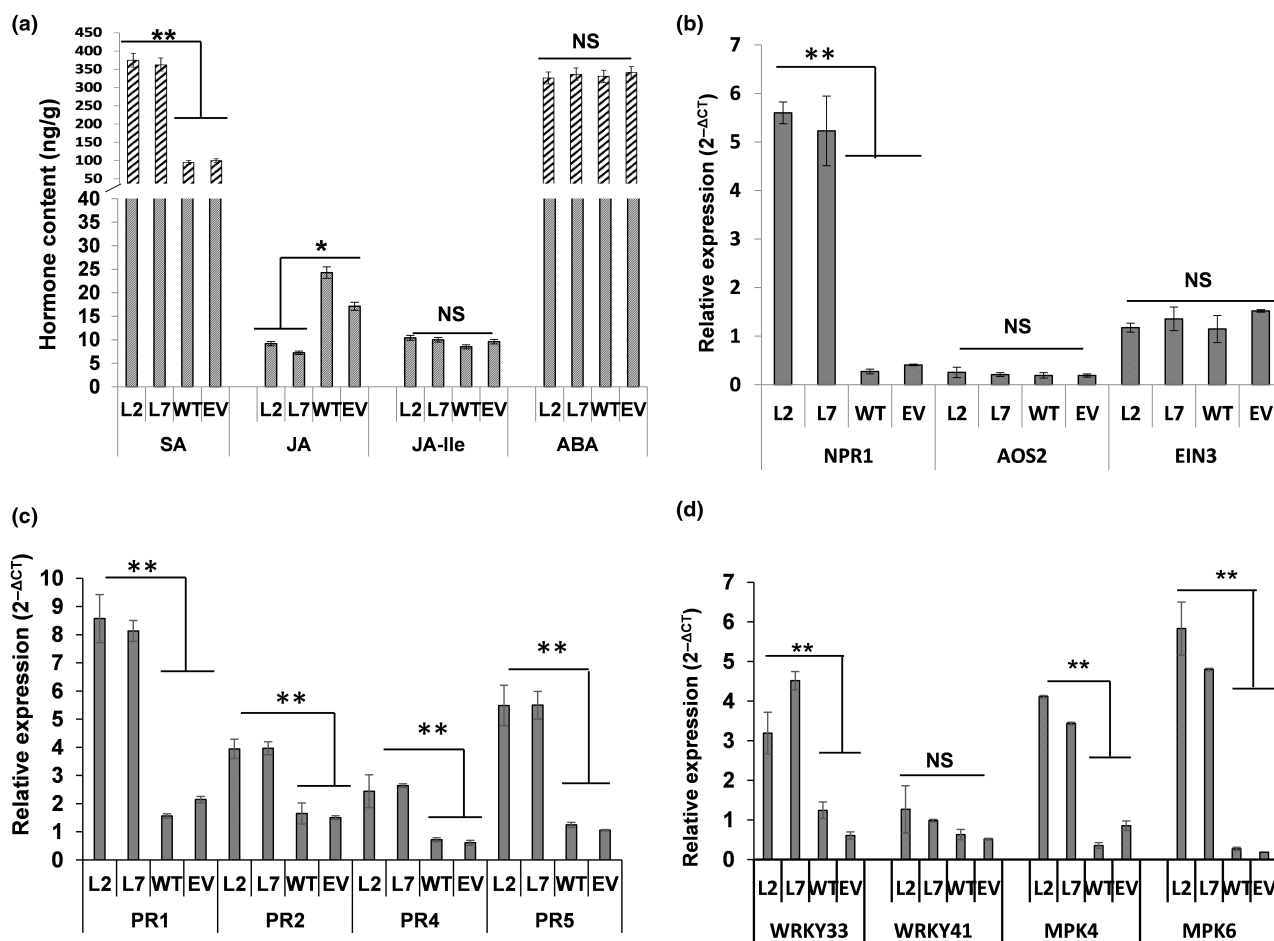 (a)
Hormone content (ng/g)
450
400
350
300
250
200
150
100
50
40
35
30
25
20
15
10
5
0
**
*
NS
NS
L2 L7 WT EV L2 L7 WT EV L2 L7 WT EV L2 L7 WT EV
SA JA JA-Ile ABA
(b)
Relative expression (2–ΔCT)
7
6
5
4
3
2
1
0
**
NS
NS
L2 L7 WT EV L2 L7 WT EV L2 L7 WT EV
NPR1 AOS2 EIN3
(c)
Relative expression (2–ΔCT)
10
9
8
7
6
5
4
3
2
1
0
**
**
**
**
L2 L7 WT EV L2 L7 WT EV L2 L7 WT EV L2 L7 WT EV
PR1 PR2 PR4 PR5
(d)
Relative expression (2–ΔCT)
7
6
5
4
3
2
1
0
**
NS
**
**
L2 L7 WT EV L2 L7 WT EV L2 L7 WT EV L2 L7 WT EV
WRKY33 WRKY41 MPK4 MPK6